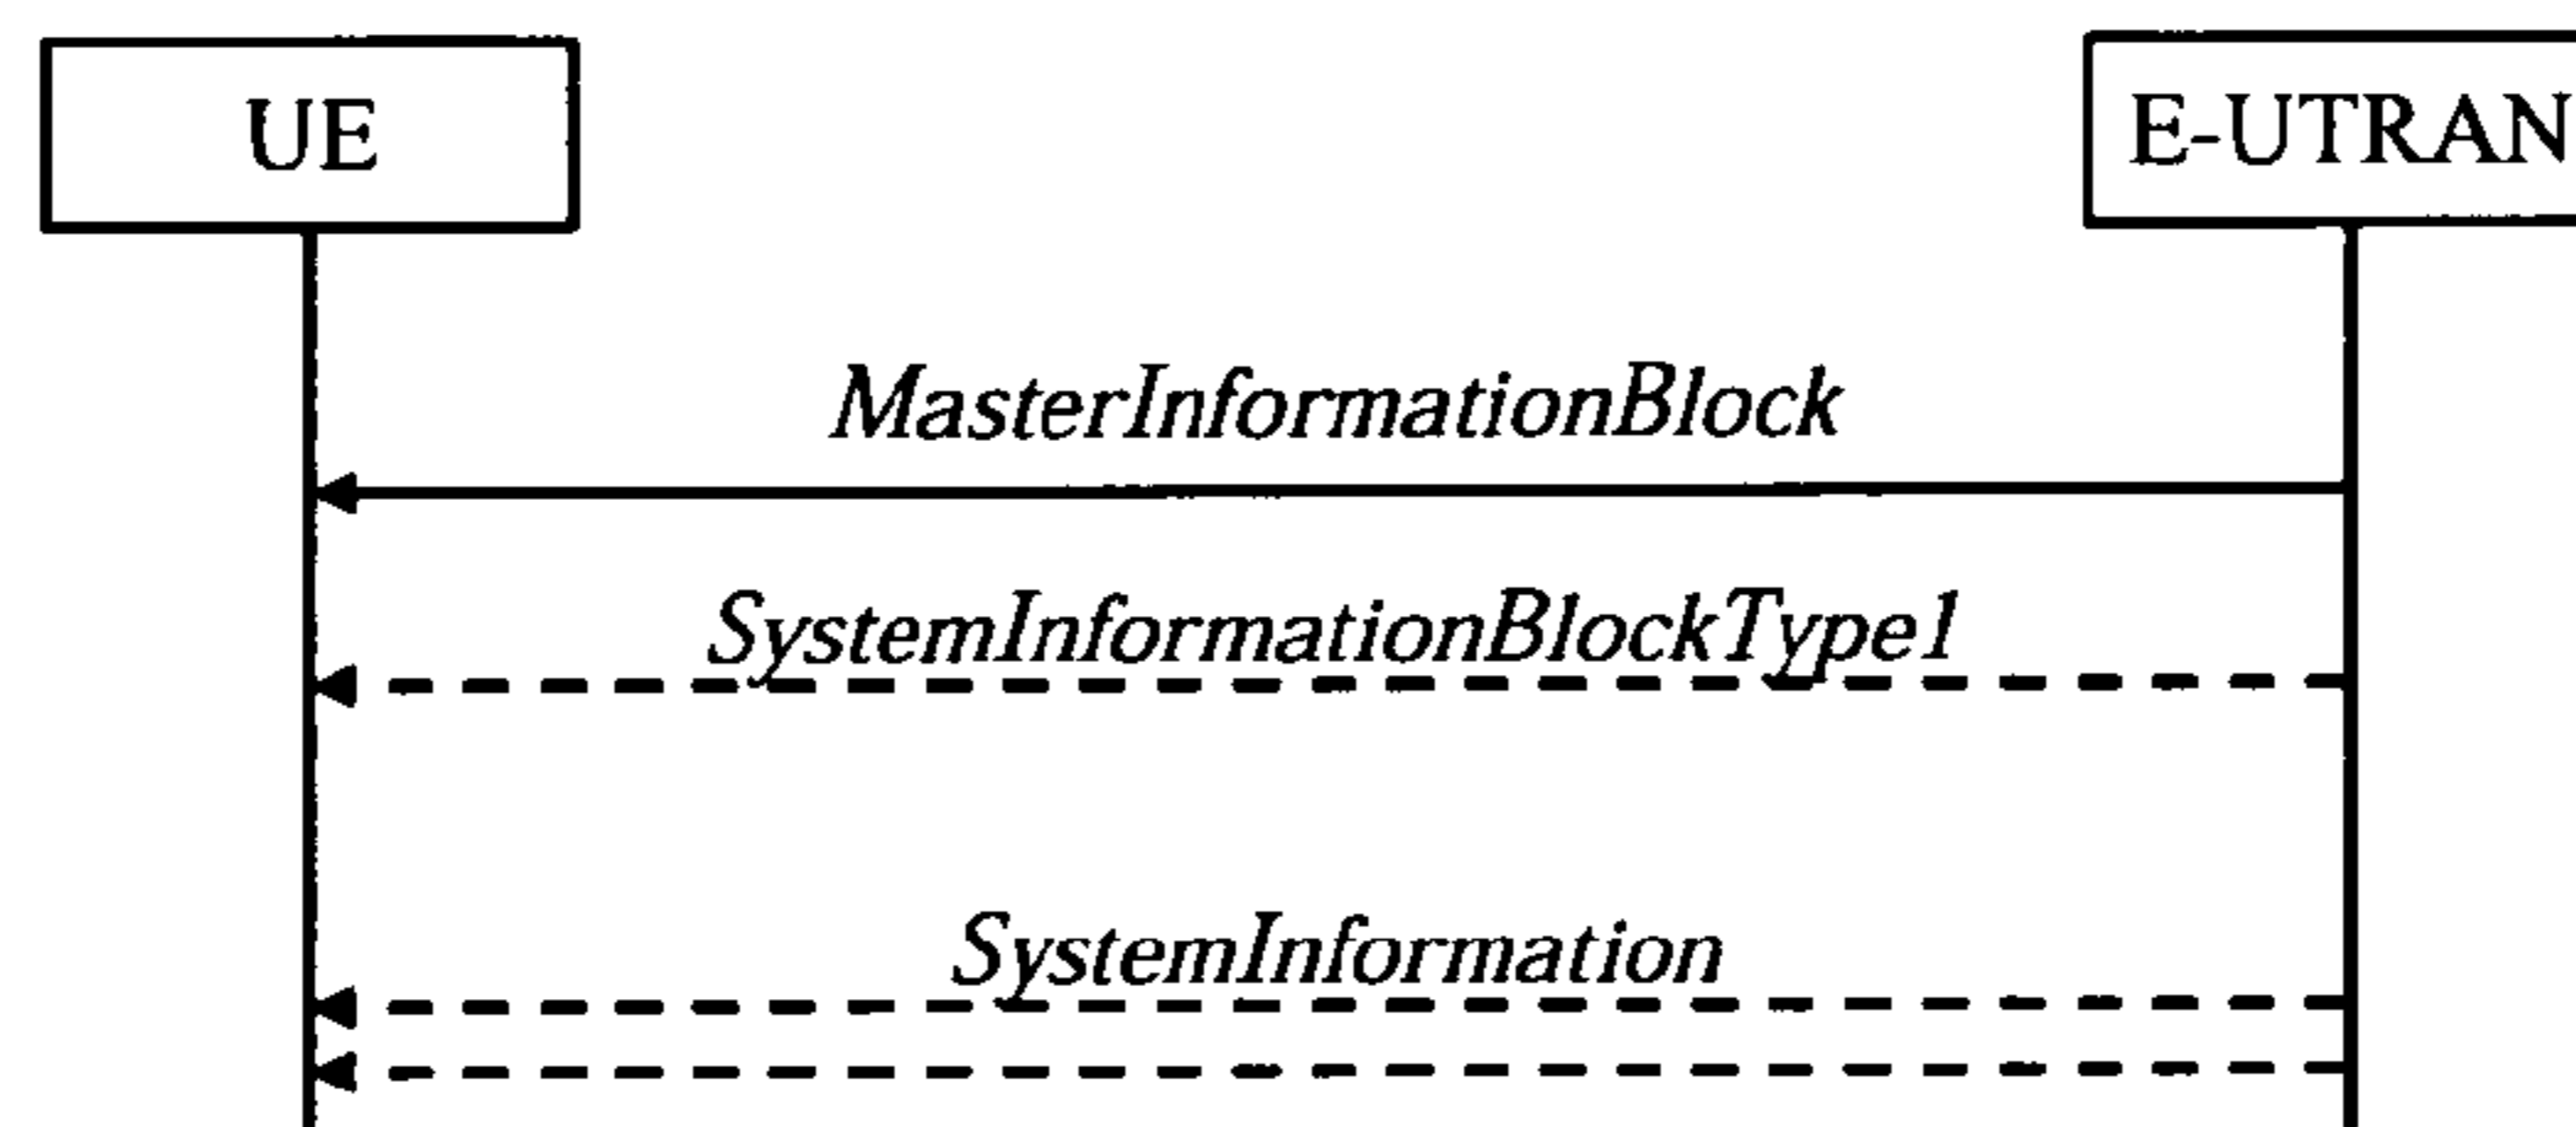 UE
E-UTRAN
MasterInformationBlock
SystemInformationBlockType1
SystemInformation